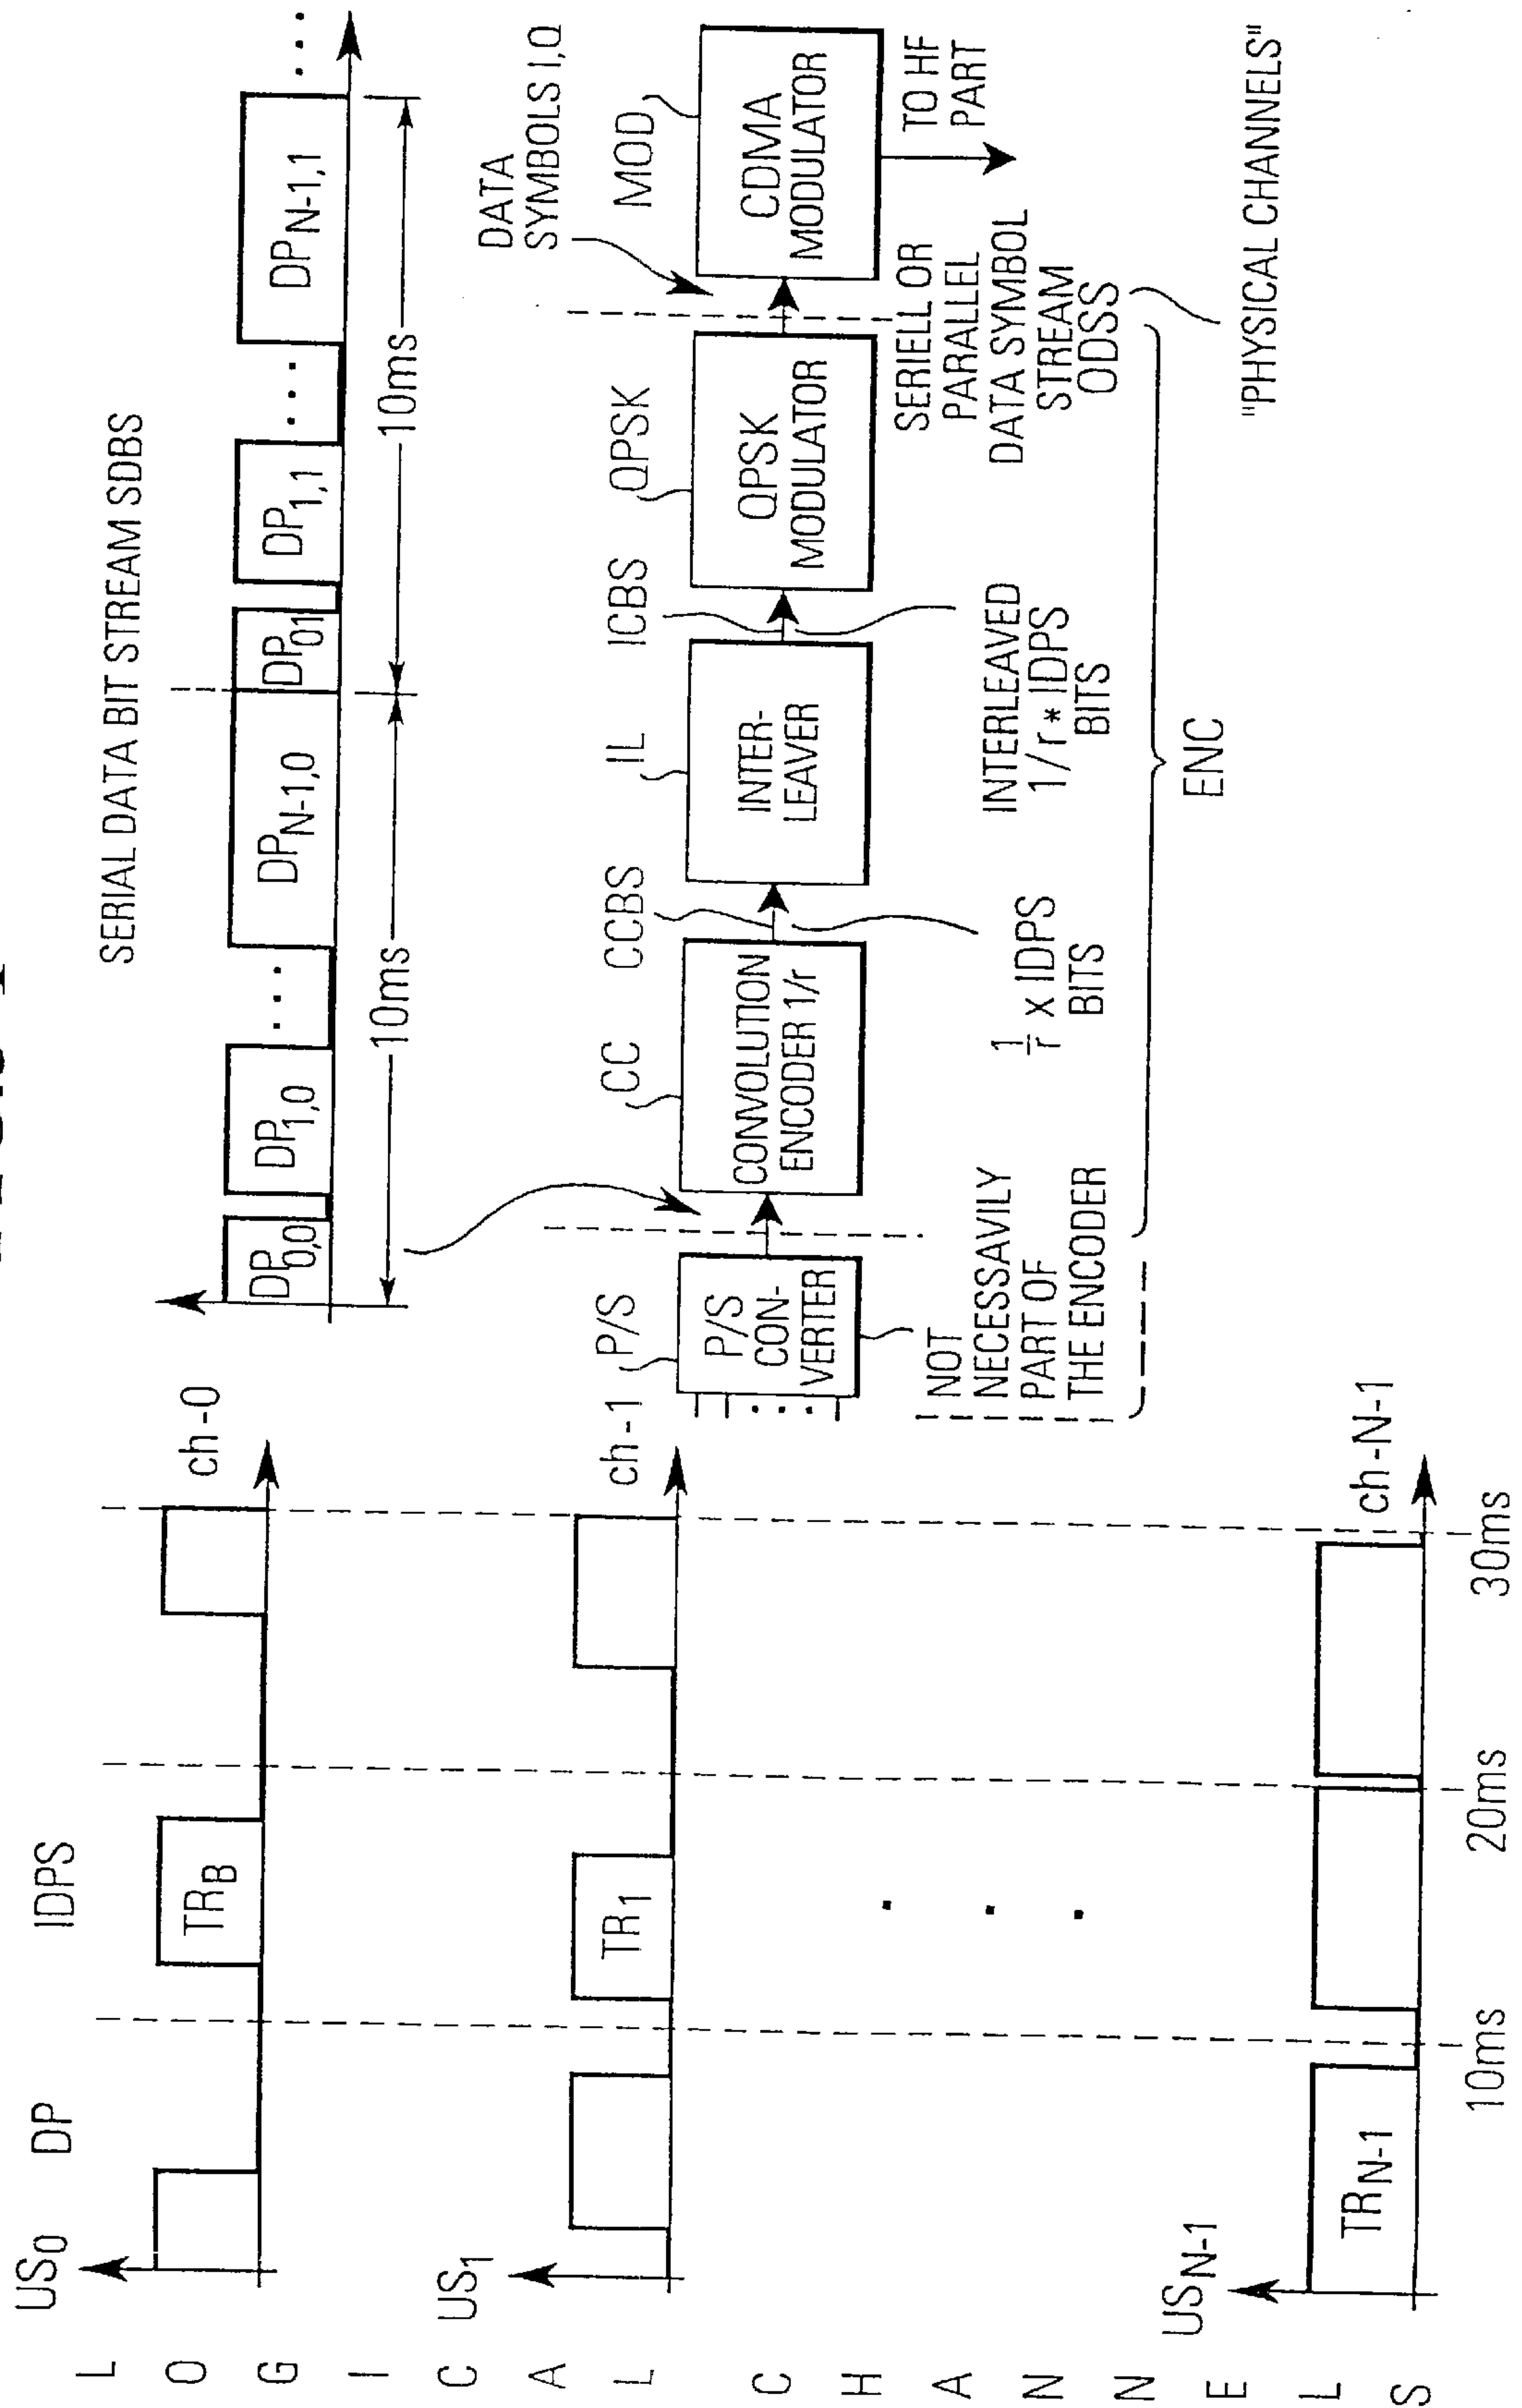 SERIAL DATA BIT STREAM SDBS
DP0,0
DP1,0
. . .
DPN-1,0
DP01
DP1,1
. . .
DPN-1,1
. . .
10ms
10ms
LOGICAL CHANNELS
US0
DP
IDPS
TRB
ch-0
US1
TR1
ch-1
USN-1
TRN-1
ch-N-1
10ms
20ms
30ms
P/S
P/S
CON-
VERTER
NOT
NECESSAVILY
PART OF
THE ENCODER
CC
CONVOLUTION
ENCODER 1/r
CCBS
1/r x IDPS
BITS
IL
INTER-
LEAVER
ICBS
INTERLEAVED
1/r * IDPS
BITS
QPSK
QPSK
MODULATOR
DATA
SYMBOLS I,Q
SERIELL OR
PARALLEL
DATA SYMBOL
STREAM
ODSS
MOD
CDMA
MODULATOR
TO HF
PART
ENC
"PHYSICAL CHANNELS"